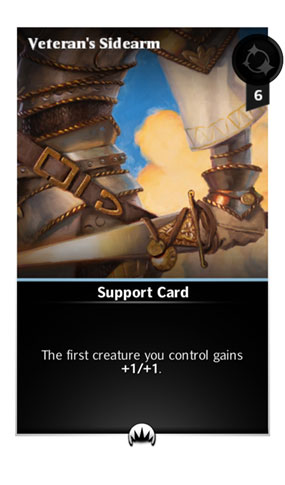 Veteran's Sidearm
6
Support Card
The first creature you control gains
+1/+1.